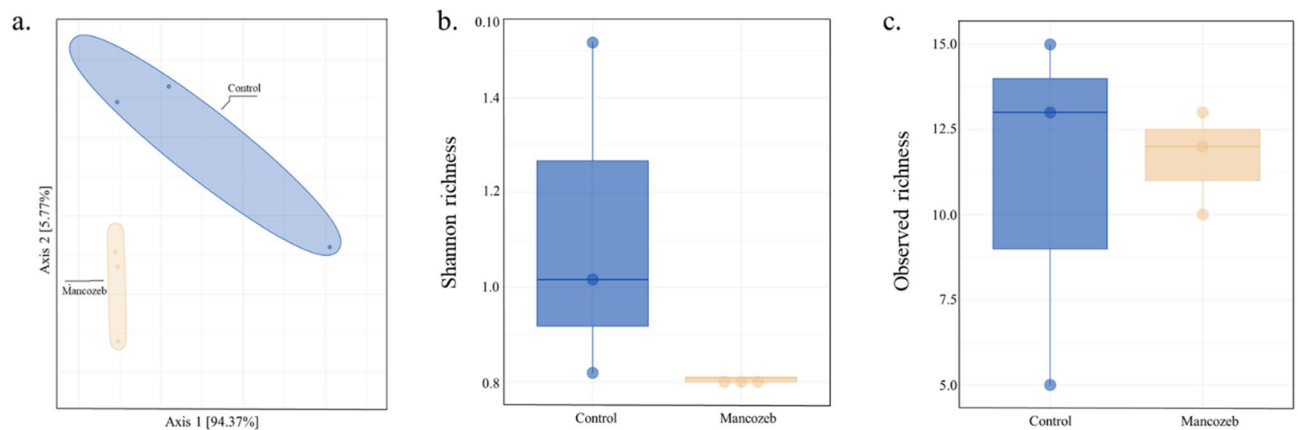 a.
Control
Mancozeb
Axis 2 [5.77%]
Axis 1 [94.37%]
b.
0.10
1.4
1.2
1.0
0.8
Shannon richness
Control
Mancozeb
c.
15.0
12.5
10.0
7.5
5.0
Observed richness
Control
Mancozeb